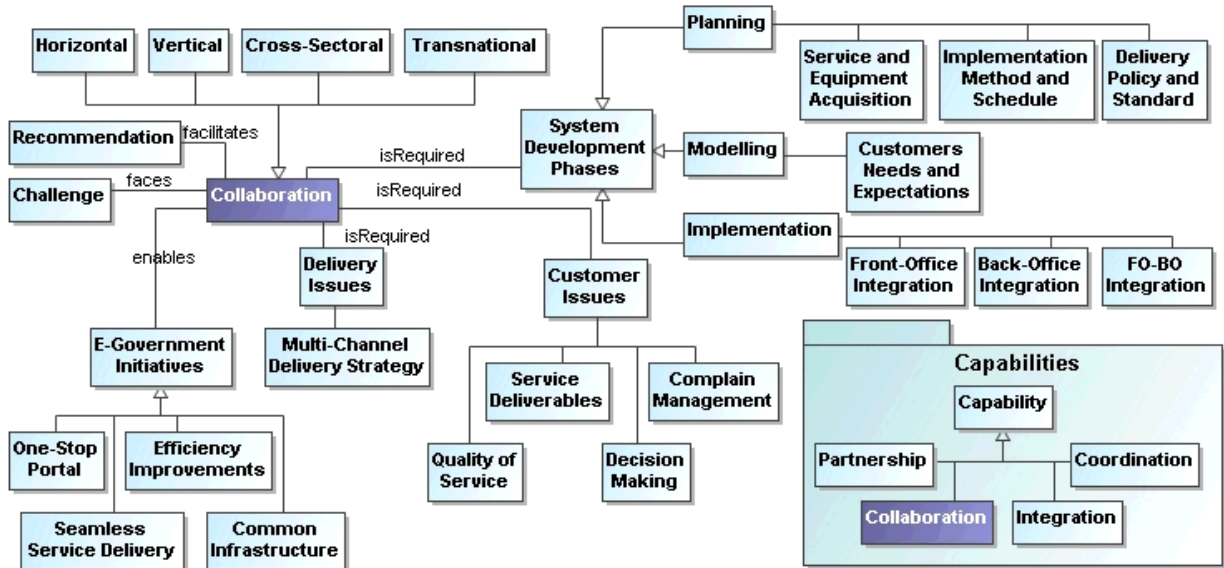 Horizontal
Vertical
Cross-Sectoral
Transnational
Planning
Service and
Equipment
Acquisition
Implementation
Method and
Schedule
Delivery
Policy and
Standard
Recommendation
facilitates
System
Development
Phases
isRequired
Modelling
Customers
Needs and
Expectations
Challenge
faces
Collaboration
isRequired
isRequired
enables
Implementation
Front-Office
Integration
Back-Office
Integration
FO-BO
Integration
Delivery
Issues
Customer
Issues
E-Government
Initiatives
Multi-Channel
Delivery Strategy
Service
Deliverables
Complain
Management
One-Stop
Portal
Efficiency
Improvements
Quality of
Service
Decision
Making
Seamless
Service Delivery
Common
Infrastructure
Capabilities
Capability
Partnership
Coordination
Collaboration
Integration